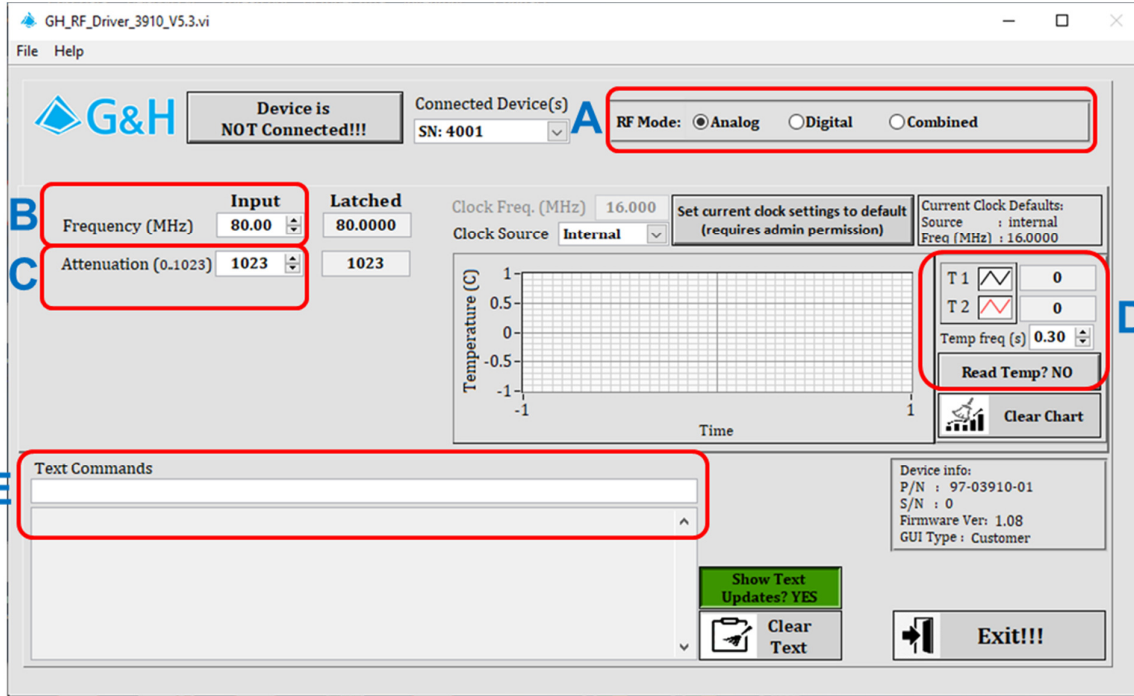 GH_RF_Driver_3910_V5.3.vi
File Help
G&H
Device is
NOT Connected!!!
Connected Device(s)
SN: 4001
A
RF Mode: Analog Digital Combined
B
Input Latched
Frequency (MHz) 80.00 80.0000
C
Attenuation (0..1023) 1023 1023
Clock Freq. (MHz) 16.000
Clock Source Internal
Set current clock settings to default
(requires admin permission)
Current Clock Defaults:
Source : internal
Freq (MHz) : 16.0000
Temperature (C)
1
0.5
0
-0.5
-1
-1 1
Time
D
T 1 0
T 2 0
Temp freq (s) 0.30
Read Temp? NO
Clear Chart
E
Text Commands
Device info:
P/N : 97-03910-01
S/N : 0
Firmware Ver: 1.08
GUI Type : Customer
Show Text
Updates? YES
Clear
Text
Exit!!!